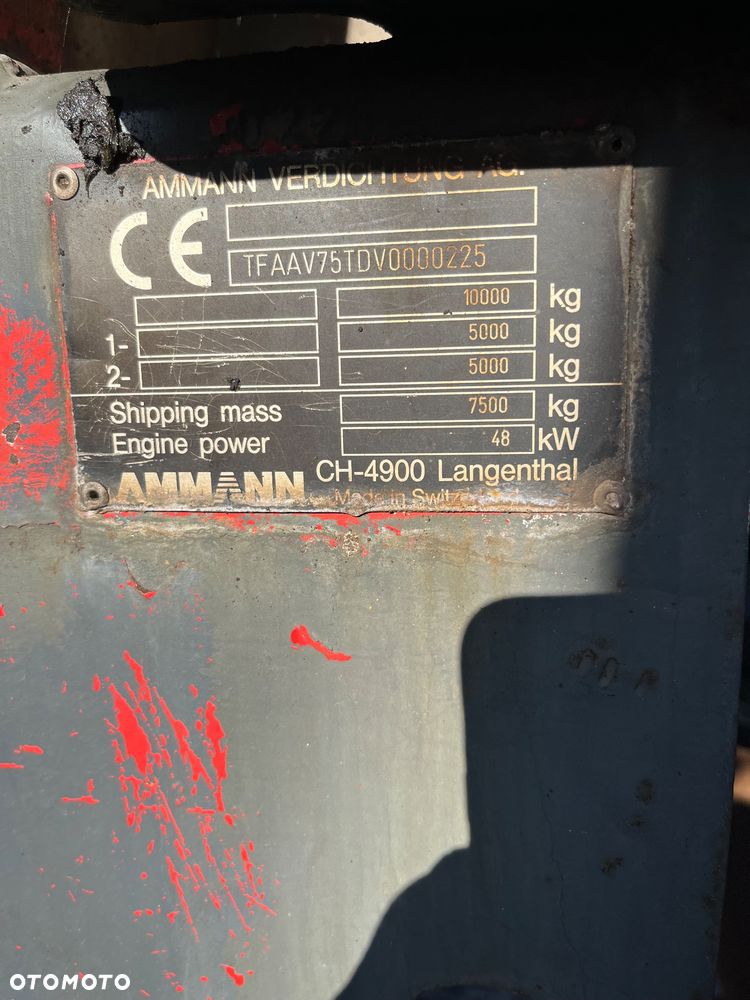 AMMANN VERDICHTUNG AG.
CE
TFAAV75TDV0000225
10000 kg
1- 5000 kg
2- 5000 kg
Shipping mass 7500 kg
Engine power 48 kW
AMMANN CH-4900 Langenthal
Made in
OTOMOTO